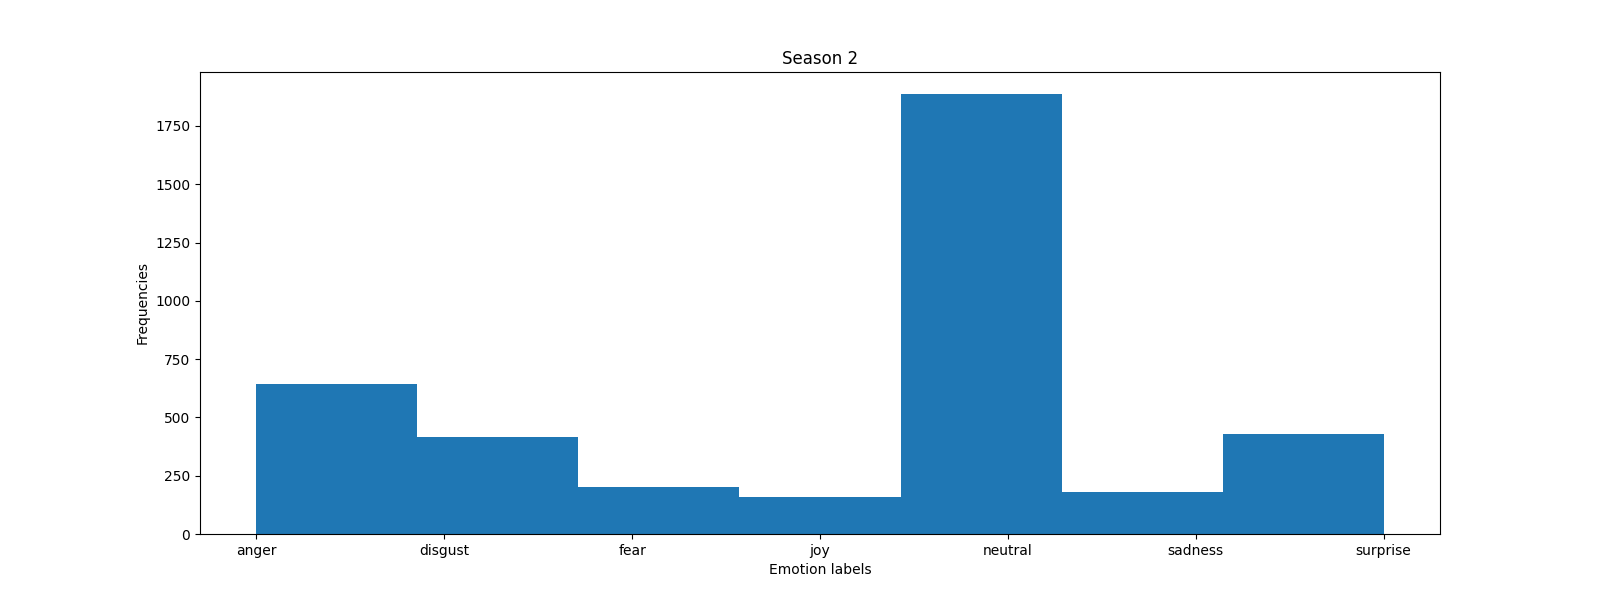 Season 2
1750
1500
1250
1000
750
500
250
0
Frequencies
anger disgust fear joy neutral sadness surprise
Emotion labels